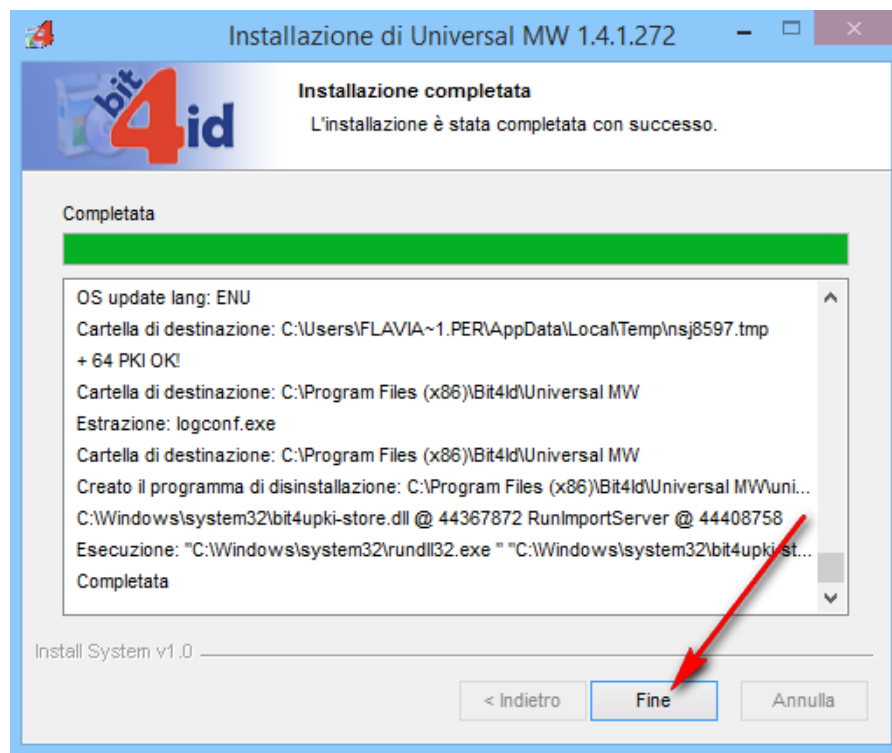 Installazione di Universal MW 1.4.1.272
bit
4id
Installazione completata
L'installazione è stata completata con successo.
Completata
OS update lang: ENU
Cartella di destinazione: C:\Users\FLAVIA~1.PER\AppData\Local\Temp\nsj8597.tmp
+ 64 PKI OK!
Cartella di destinazione: C:\Program Files (x86)\Bit4Id\Universal MW
Estrazione: logconf.exe
Cartella di destinazione: C:\Program Files (x86)\Bit4Id\Universal MW
Creato il programma di disinstallazione: C:\Program Files (x86)\Bit4Id\Universal MW\uni...
C:\Windows\system32\bit4upki-store.dll @ 44367872 RunImportServer @ 44408758
Esecuzione: "C:\Windows\system32\rundll32.exe " "C:\Windows\system32\bit4upki-st...
Completata
Install System v1.0
< Indietro
Fine
Annulla